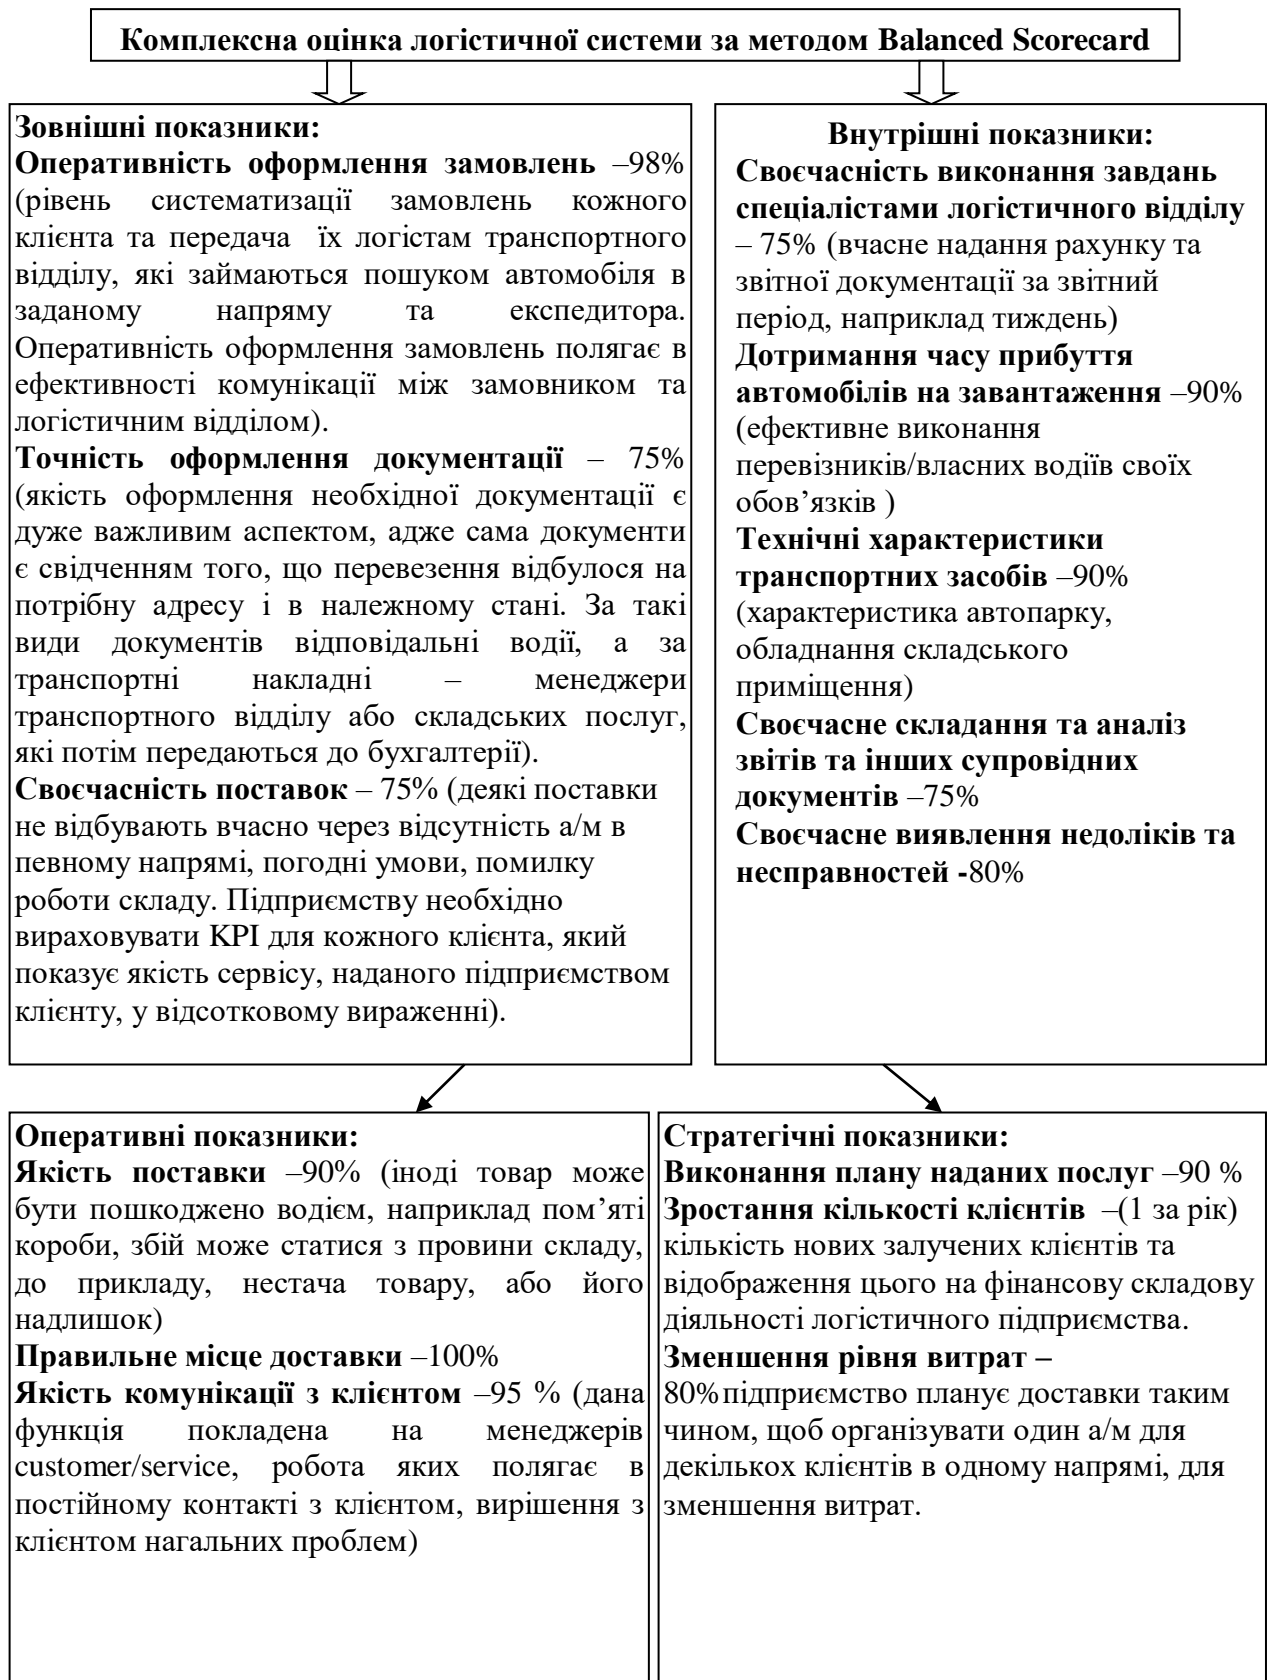 Комплексна оцінка логістичної системи за методом Balanced Scorecard
Зовнішні показники:
Оперативність оформлення замовлень –98%
(рівень систематизації замовлень кожного
клієнта та передача їх логістам транспортного
відділу, які займаються пошуком автомобіля в
заданому напряму та експедитора.
Оперативність оформлення замовлень полягає в
ефективності комунікації між замовником та
логістичним відділом).
Точність оформлення документації – 75%
(якість оформлення необхідної документації є
дуже важливим аспектом, адже сама документи
є свідченням того, що перевезення відбулося на
потрібну адресу і в належному стані. За такі
види документів відповідальні водії, а за
транспортні накладні – менеджери
транспортного відділу або складських послуг,
які потім передаються до бухгалтерії).
Своєчасність поставок – 75% (деякі поставки
не відбувають вчасно через відсутність а/м в
певному напрямі, погодні умови, помилку
роботи складу. Підприємству необхідно
вираховувати KPI для кожного клієнта, який
показує якість сервісу, наданого підприємством
клієнту, у відсотковому вираженні).
Внутрішні показники:
Своєчасність виконання завдань
спеціалістами логістичного відділу
– 75% (вчасне надання рахунку та
звітної документації за звітний
період, наприклад тиждень)
Дотримання часу прибуття
автомобілів на завантаження –90%
(ефективне виконання
перевізників/власних водіїв своїх
обов’язків )
Технічні характеристики
транспортних засобів –90%
(характеристика автопарку,
обладнання складського
приміщення)
Своєчасне складання та аналіз
звітів та інших супровідних
документів –75%
Своєчасне виявлення недоліків та
несправностей -80%
Оперативні показники:
Якість поставки –90% (іноді товар може
бути пошкоджено водієм, наприклад пом’яті
короби, збій може статися з провини складу,
до прикладу, нестача товару, або його
надлишок)
Правильне місце доставки –100%
Якість комунікації з клієнтом –95 % (дана
функція покладена на менеджерів
customer/service, робота яких полягає в
постійному контакті з клієнтом, вирішення з
клієнтом нагальних проблем)
Стратегічні показники:
Виконання плану наданих послуг –90 %
Зростання кількості клієнтів –(1 за рік)
кількість нових залучених клієнтів та
відображення цього на фінансову складову
діяльності логістичного підприємства.
Зменшення рівня витрат –
80% підприємство планує доставки таким
чином, щоб організувати один а/м для
декількох клієнтів в одному напрямі, для
зменшення витрат.